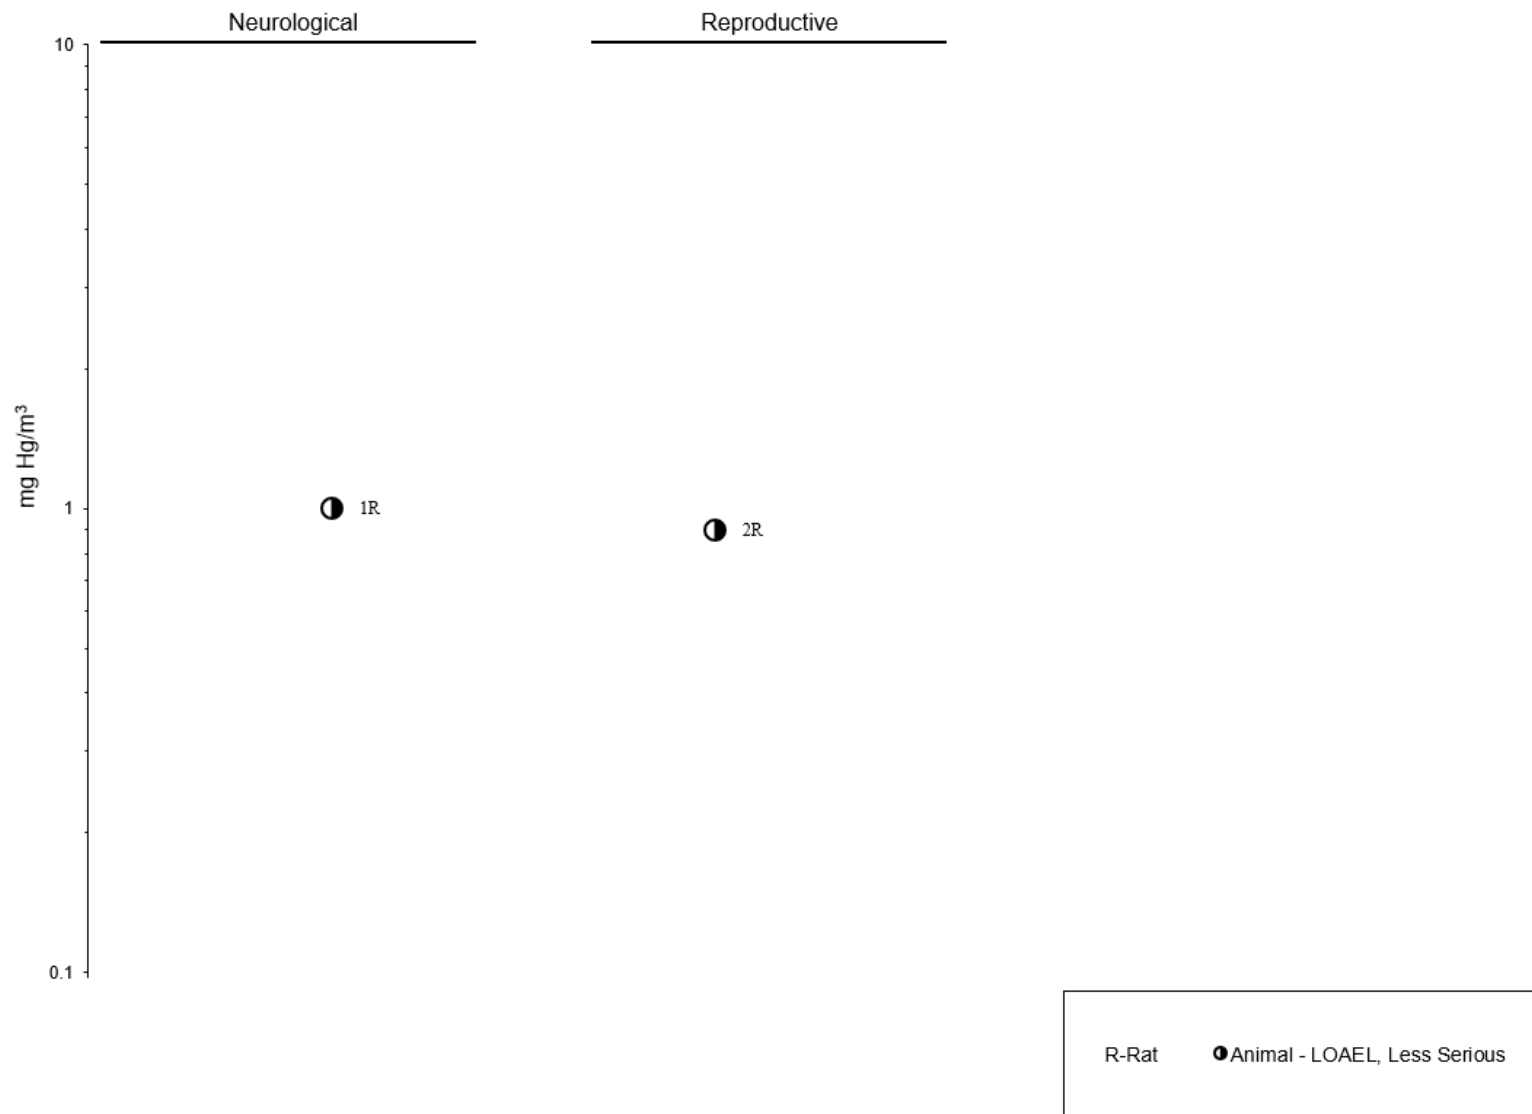 Neurological
Reproductive
10
mg Hg/m³
1
1R
2R
0.1
R-Rat
Animal - LOAEL, Less Serious